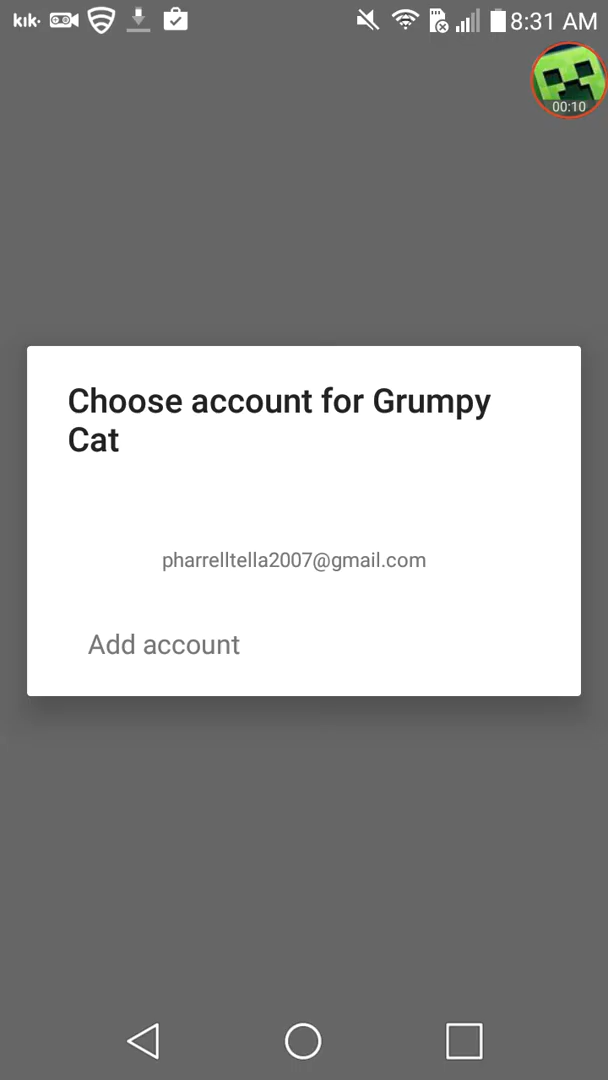 kik·
8:31 AM
00:10
Choose account for Grumpy
Cat
pharrelltella2007@gmail.com
Add account